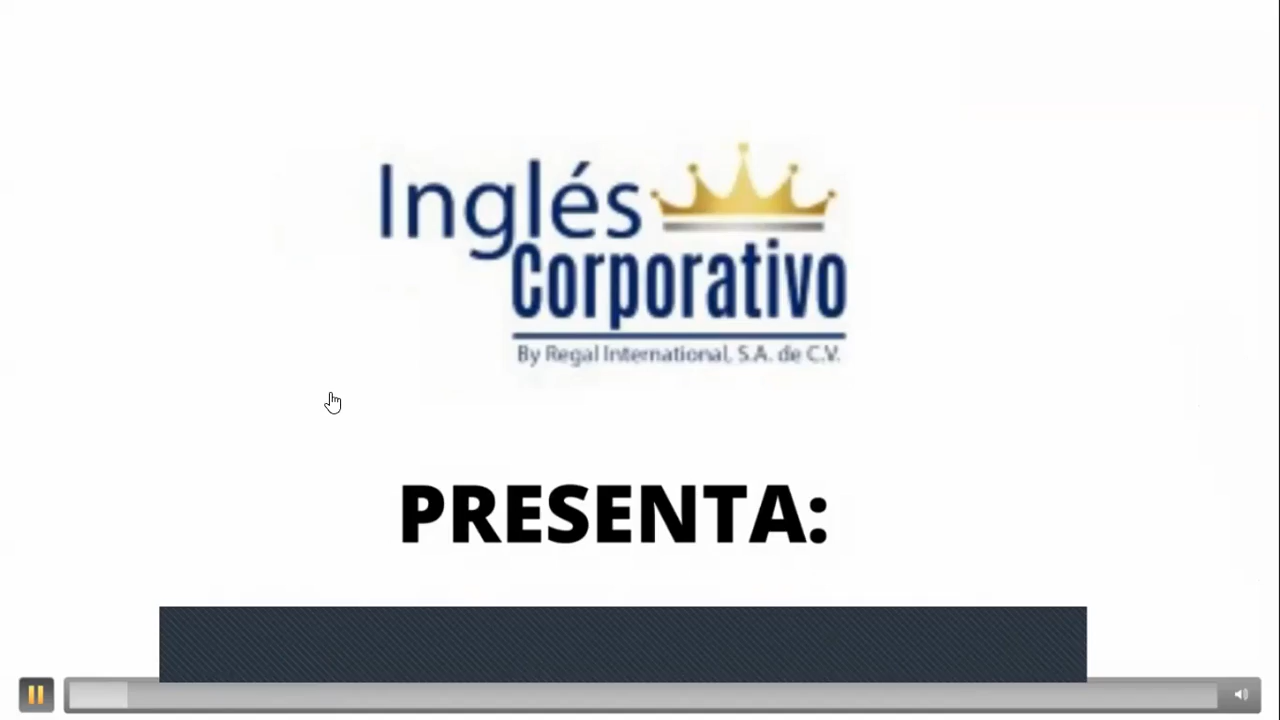 Inglés
Corporativo
By Regal International, S.A. de C.V.
PRESENTA: